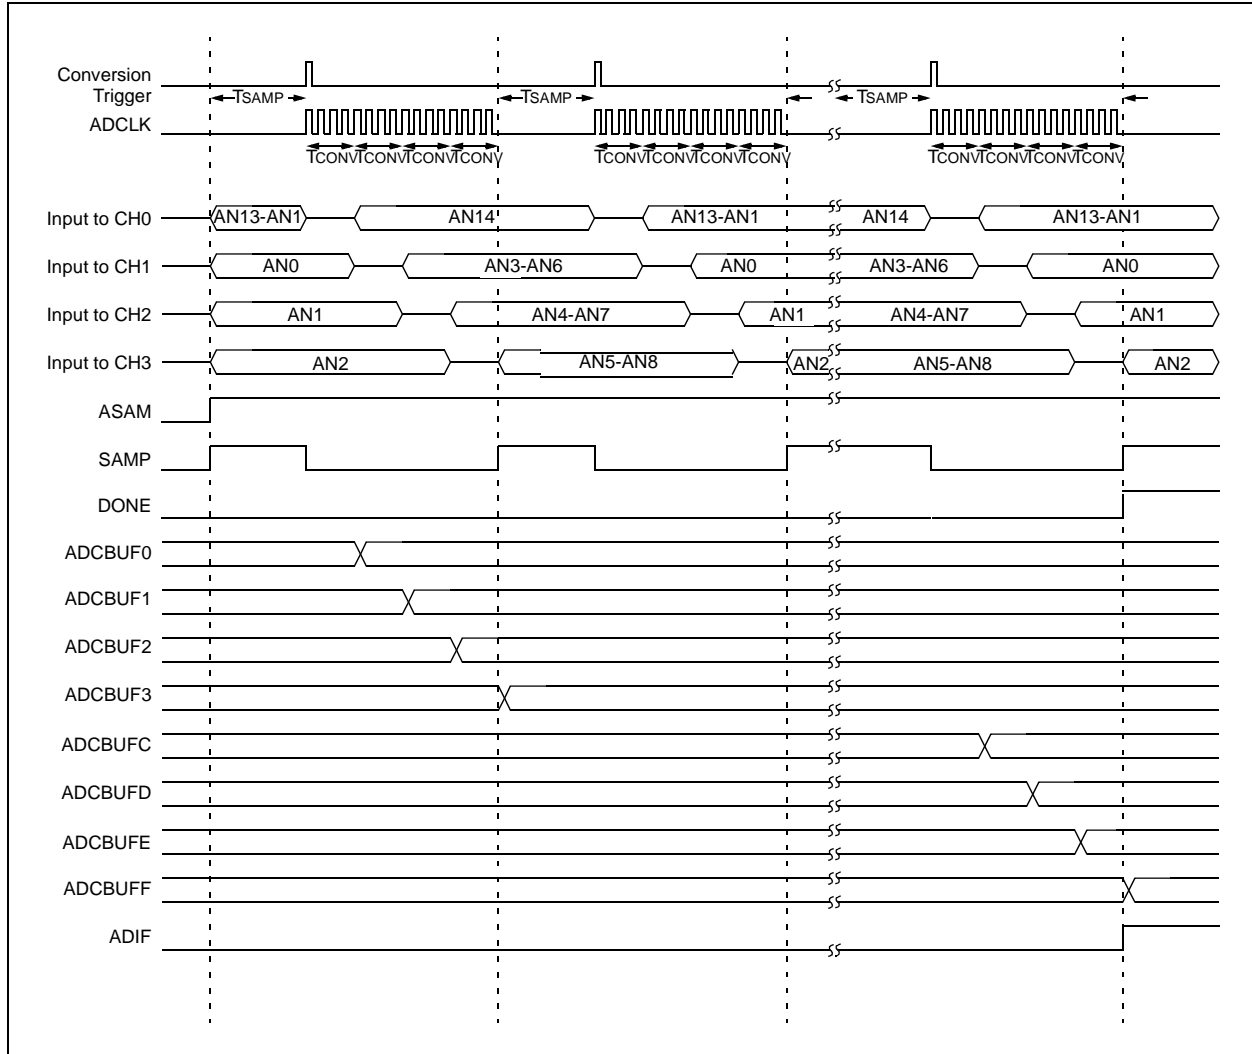 Conversion
Trigger
TSAMP TSAMP TSAMP
ADCLK
TCONV TCONV TCONV TCONV TCONV TCONV TCONV TCONV TCONV TCONV TCONV TCONV
Input to CH0 AN13-AN1 AN14 AN13-AN1 AN14 AN13-AN1
Input to CH1 AN0 AN3-AN6 AN0 AN3-AN6 AN0
Input to CH2 AN1 AN4-AN7 AN1 AN4-AN7 AN1
Input to CH3 AN2 AN5-AN8 AN2 AN5-AN8 AN2
ASAM
SAMP
DONE
ADCBUF0
ADCBUF1
ADCBUF2
ADCBUF3
ADCBUFC
ADCBUFD
ADCBUFE
ADCBUFF
ADIF